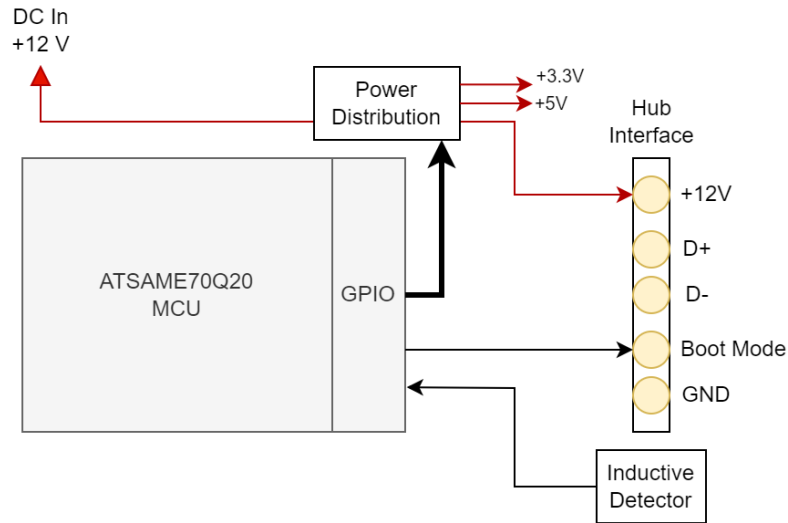 DC In
+12 V
Power
Distribution
+3.3V
+5V
Hub
Interface
+12V
D+
D-
Boot Mode
GND
ATSAME70Q20
MCU
GPIO
Inductive
Detector